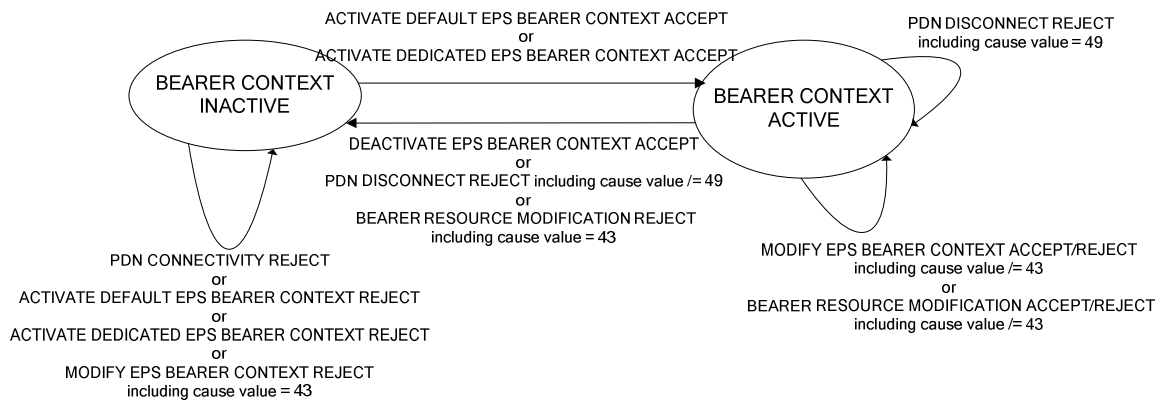 ACTIVATE DEFAULT EPS BEARER CONTEXT ACCEPT
or
ACTIVATE DEDICATED EPS BEARER CONTEXT ACCEPT
PDN DISCONNECT REJECT
including cause value = 49
BEARER CONTEXT
INACTIVE
BEARER CONTEXT
ACTIVE
DEACTIVATE EPS BEARER CONTEXT ACCEPT
or
PDN DISCONNECT REJECT including cause value /= 49
or
BEARER RESOURCE MODIFICATION REJECT
including cause value = 43
PDN CONNECTIVITY REJECT
or
ACTIVATE DEFAULT EPS BEARER CONTEXT REJECT
or
ACTIVATE DEDICATED EPS BEARER CONTEXT REJECT
or
MODIFY EPS BEARER CONTEXT REJECT
including cause value = 43
MODIFY EPS BEARER CONTEXT ACCEPT/REJECT
including cause value /= 43
or
BEARER RESOURCE MODIFICATION ACCEPT/REJECT
including cause value /= 43